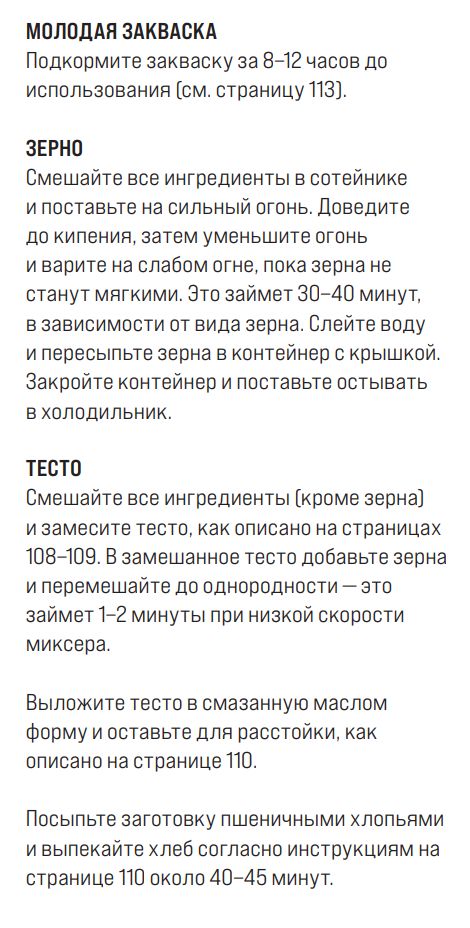 МОЛОДАЯ ЗАКВАСКА
Подкормите закваску за 8–12 часов до
использования (см. страницу 113).
ЗЕРНО
Смешайте все ингредиенты в сотейнике
и поставьте на сильный огонь. Доведите
до кипения, затем уменьшите огонь
и варите на слабом огне, пока зерна не
станут мягкими. Это займет 30–40 минут,
в зависимости от вида зерна. Слейте воду
и пересыпьте зерна в контейнер с крышкой.
Закройте контейнер и поставьте остывать
в холодильник.
ТЕСТО
Смешайте все ингредиенты (кроме зерна)
и замесите тесто, как описано на страницах
108–109. В замешанное тесто добавьте зерна
и перемешайте до однородности — это
займет 1–2 минуты при низкой скорости
миксера.
Выложите тесто в смазанную маслом
форму и оставьте для расстойки, как
описано на странице 110.
Посыпьте заготовку пшеничными хлопьями
и выпекайте хлеб согласно инструкциям на
странице 110 около 40–45 минут.